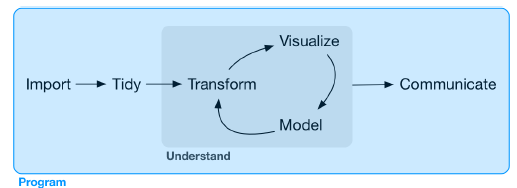 Visualize
Import
Tidy
Transform
Communicate
Model
Understand
Program